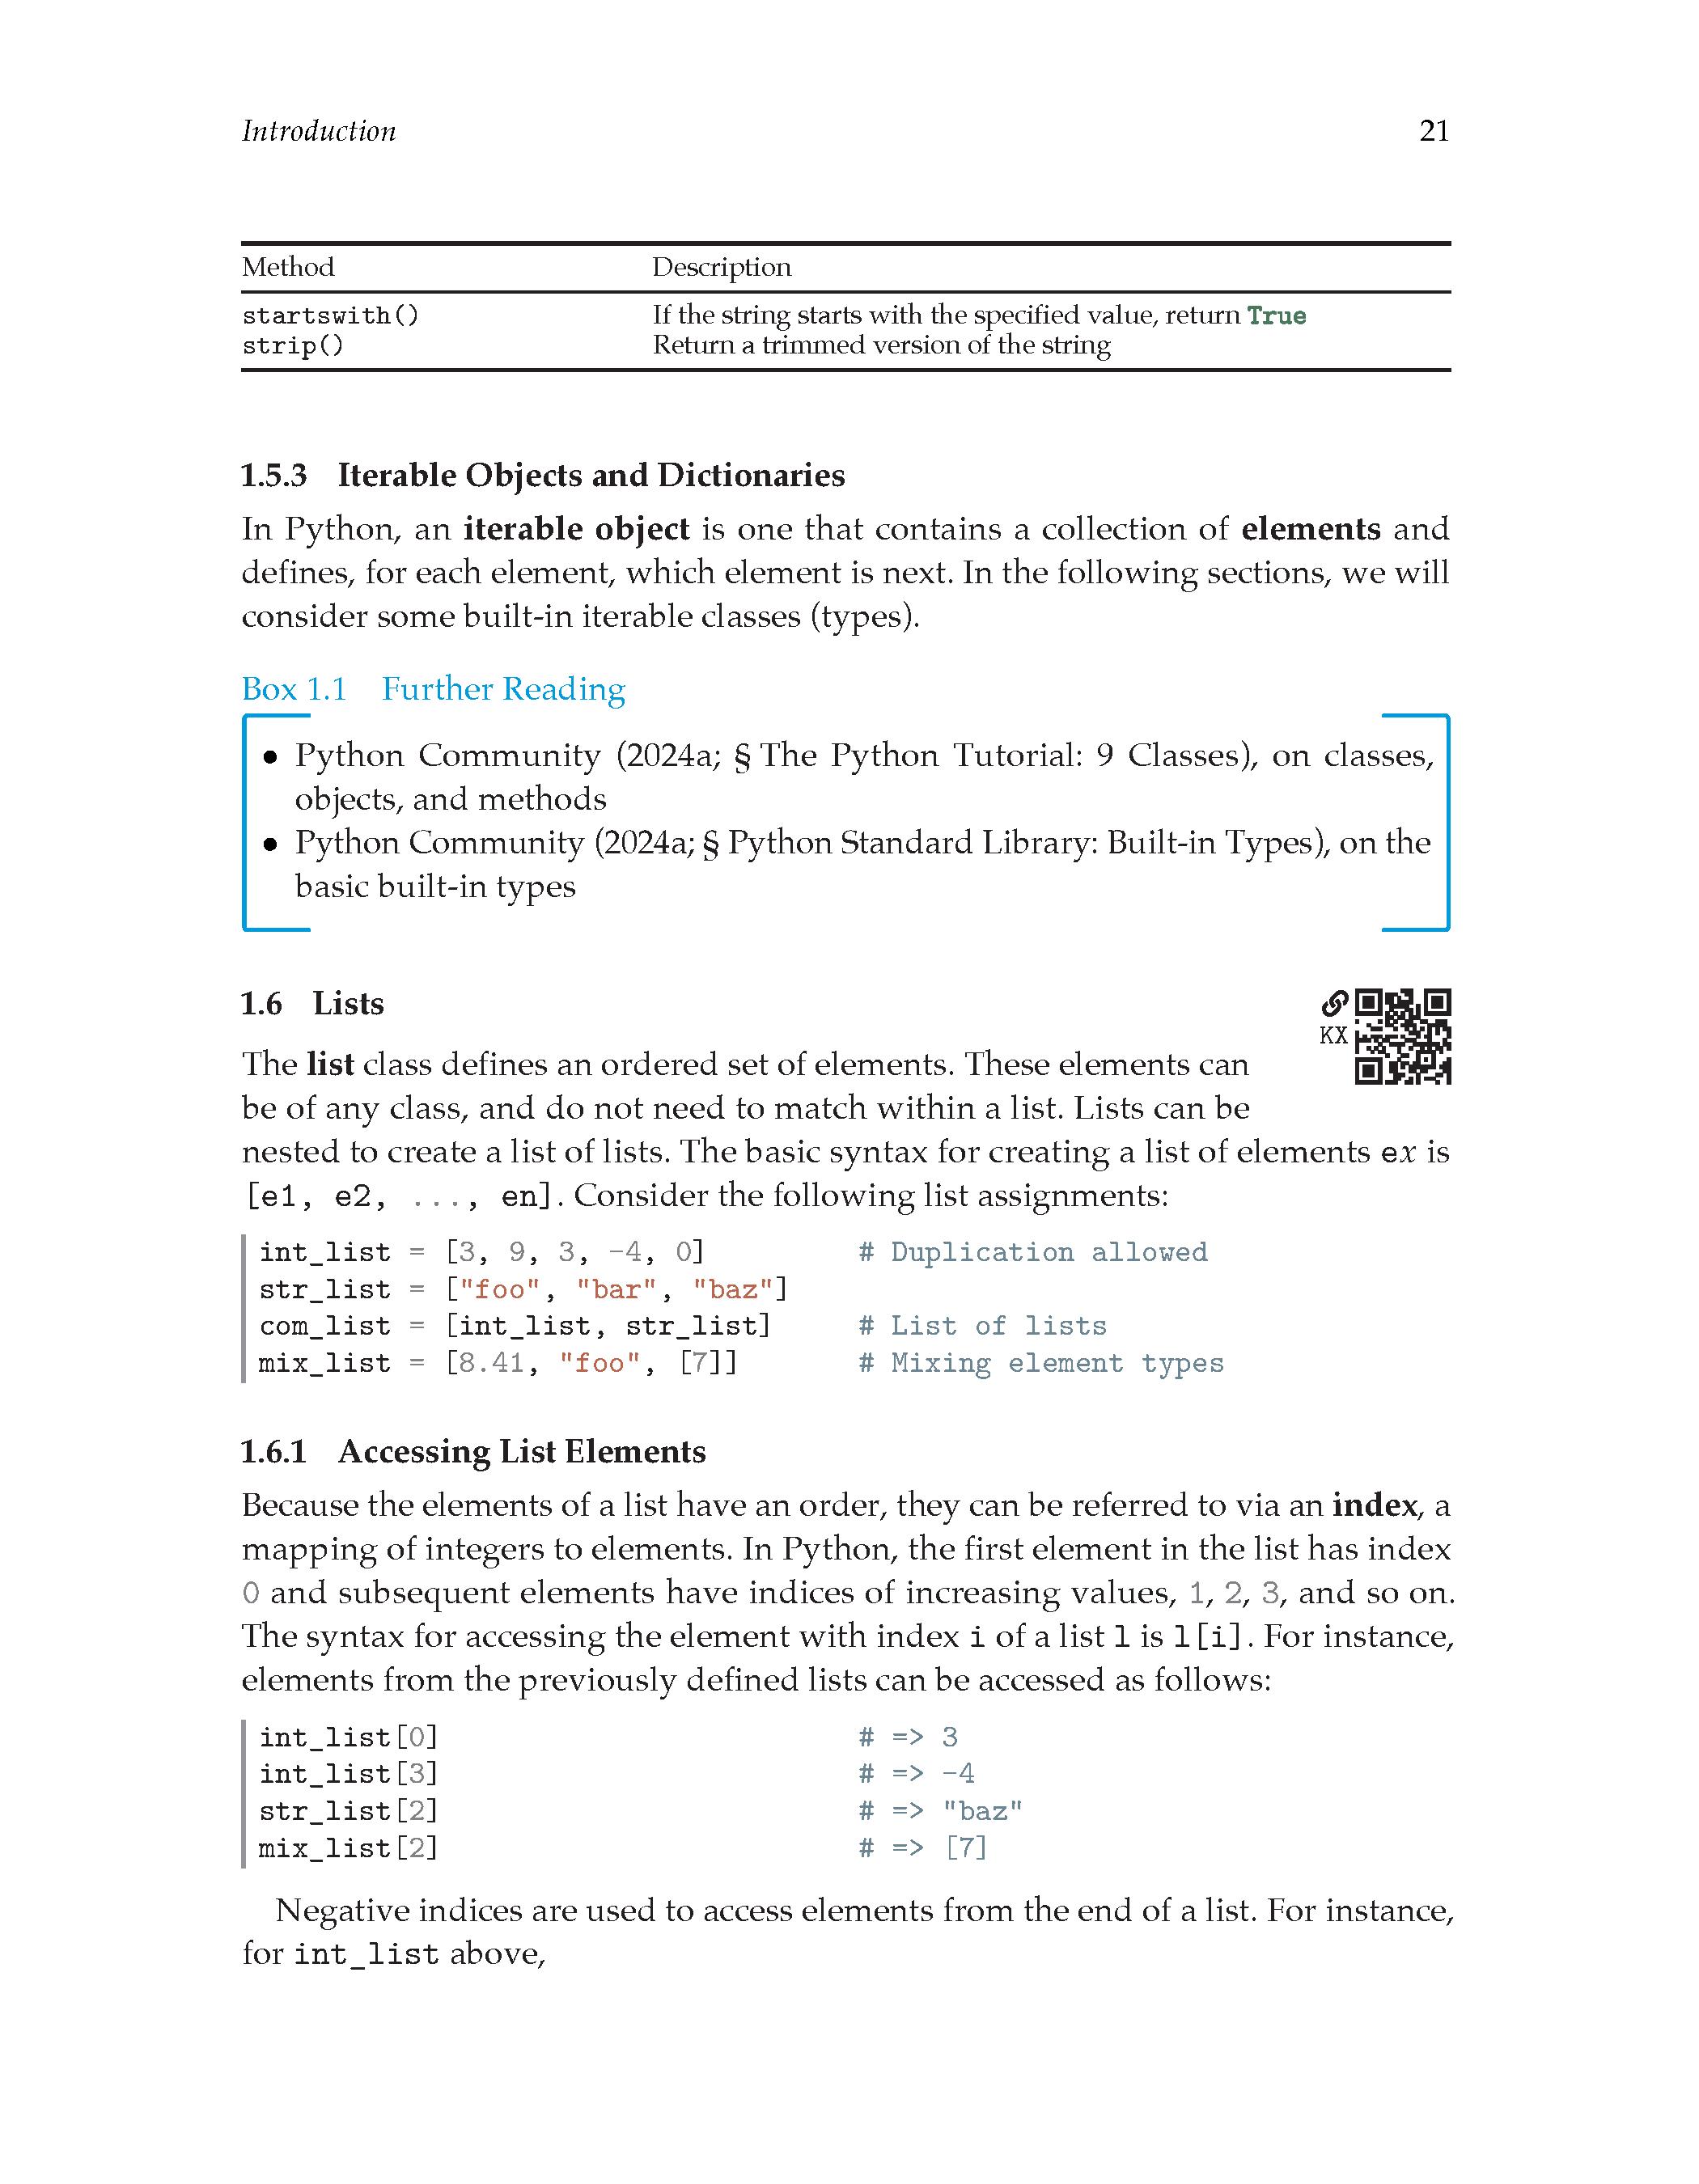 Introduction 21
Method Description
startswith() If the string starts with the specified value, return True
strip() Return a trimmed version of the string
1.5.3 Iterable Objects and Dictionaries
In Python, an iterable object is one that contains a collection of elements and
defines, for each element, which element is next. In the following sections, we will
consider some built-in iterable classes (types).
Box 1.1 Further Reading
• Python Community (2024a; § The Python Tutorial: 9 Classes), on classes,
objects, and methods
• Python Community (2024a; § Python Standard Library: Built-in Types), on the
basic built-in types
1.6 Lists
KX
The list class defines an ordered set of elements. These elements can
be of any class, and do not need to match within a list. Lists can be
nested to create a list of lists. The basic syntax for creating a list of elements ex is
[e1, e2, ..., en]. Consider the following list assignments:
int_list = [3, 9, 3, -4, 0] # Duplication allowed
str_list = ["foo", "bar", "baz"]
com_list = [int_list, str_list] # List of lists
mix_list = [8.41, "foo", [7]] # Mixing element types
1.6.1 Accessing List Elements
Because the elements of a list have an order, they can be referred to via an index, a
mapping of integers to elements. In Python, the first element in the list has index
0 and subsequent elements have indices of increasing values, 1, 2, 3, and so on.
The syntax for accessing the element with index i of a list l is l[i]. For instance,
elements from the previously defined lists can be accessed as follows:
int_list[0] # => 3
int_list[3] # => -4
str_list[2] # => "baz"
mix_list[2] # => [7]
Negative indices are used to access elements from the end of a list. For instance,
for int_list above,